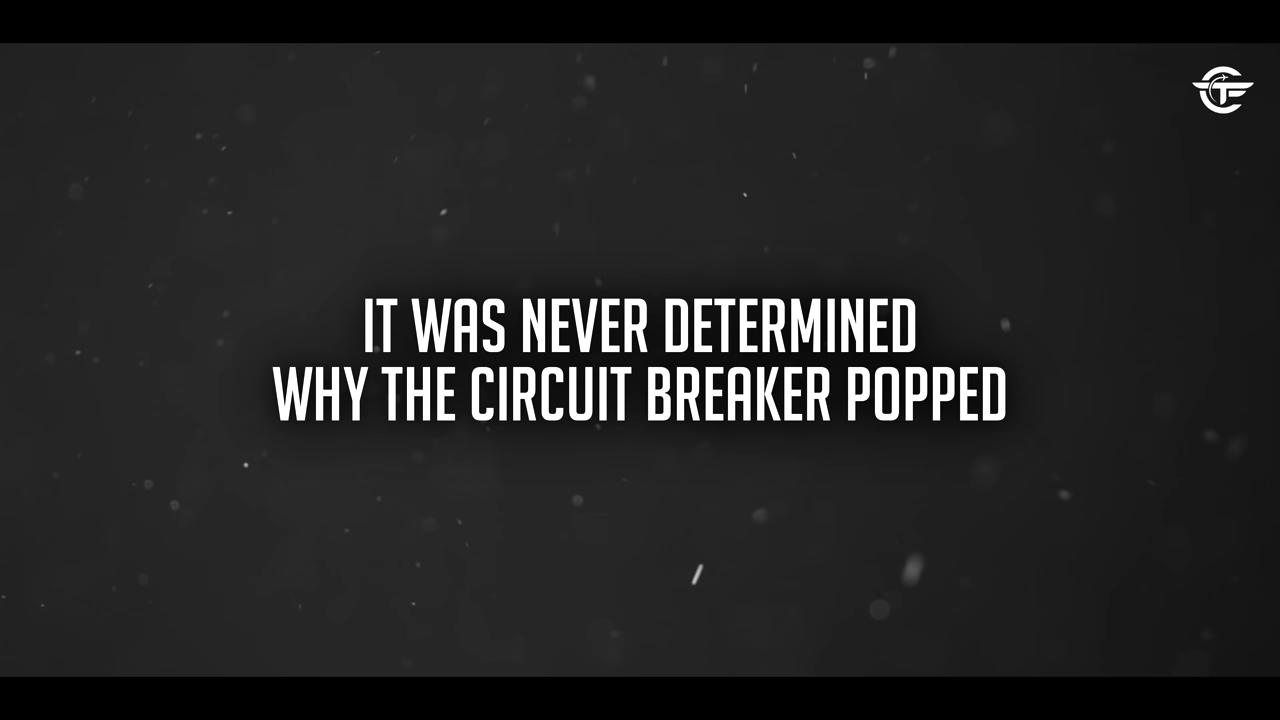 IT WAS NEVER DETERMINED
WHY THE CIRCUIT BREAKER POPPED